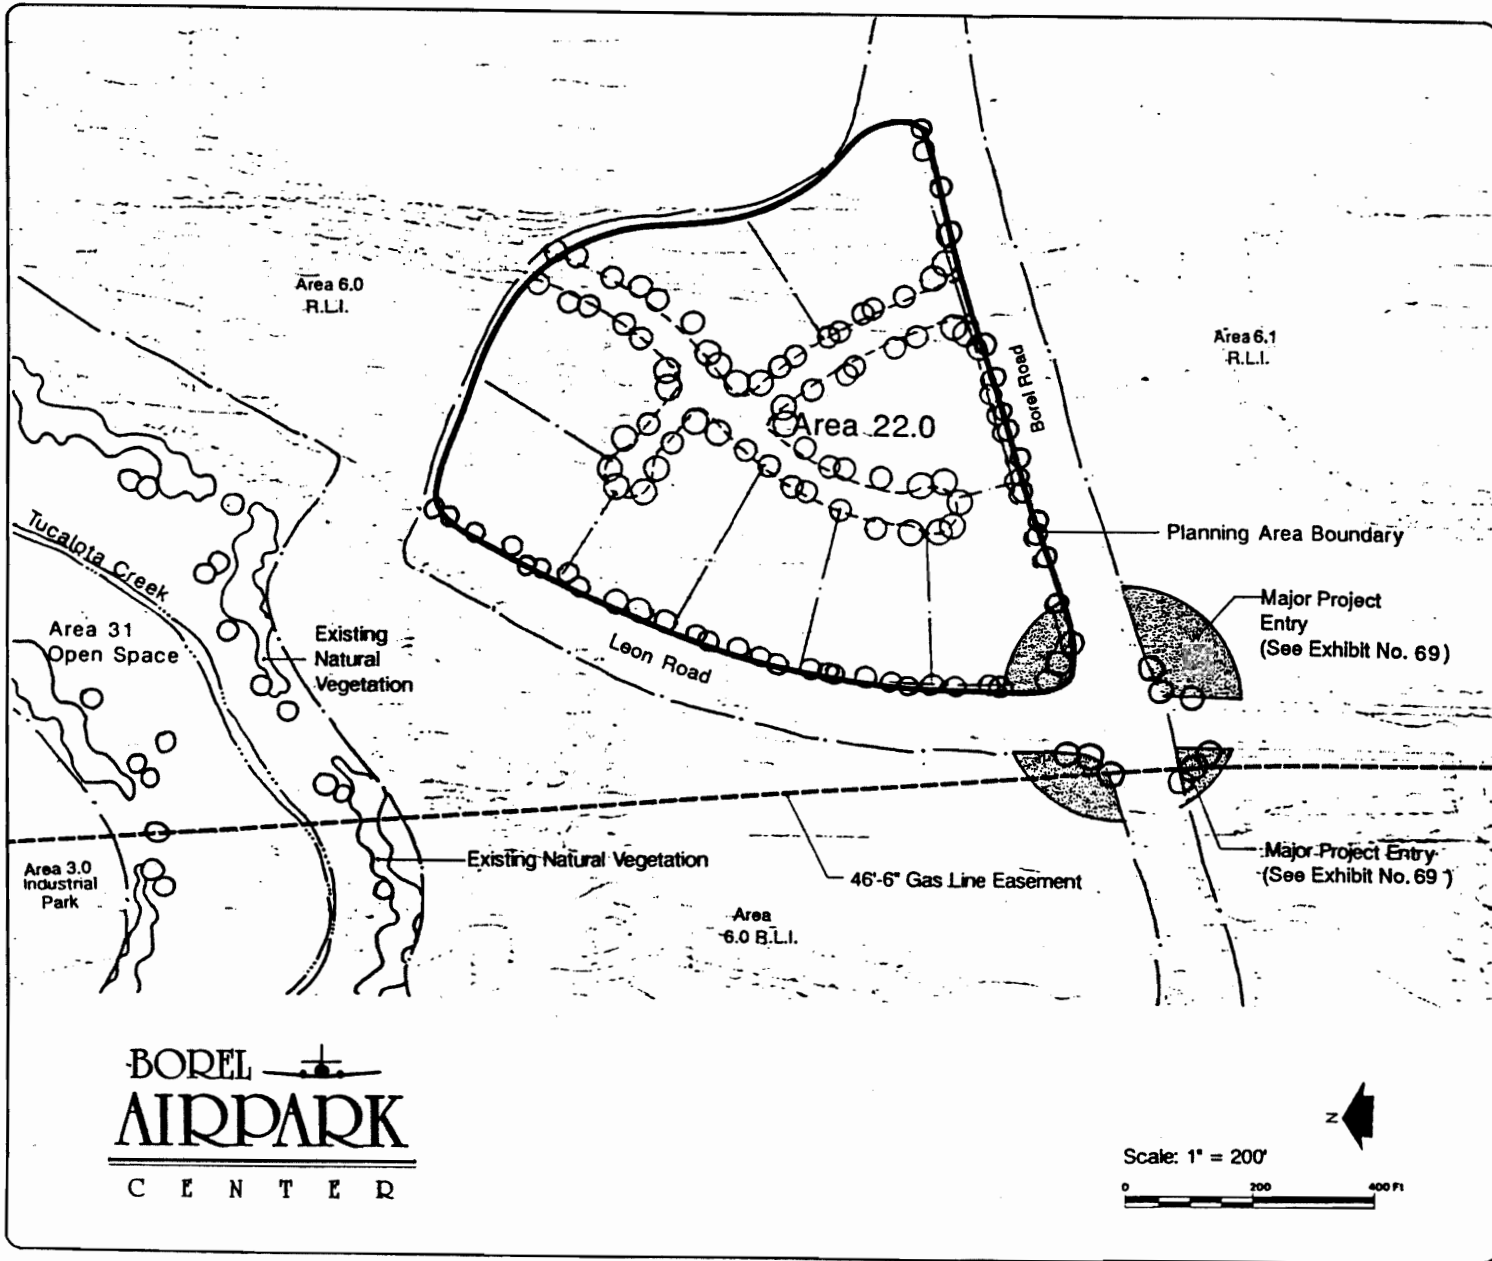 Area 6.0
R.L.I.
Area 6.1
R.L.I.
Borel Road
Area 22.0
Planning Area Boundary
Tucalota Creek
Area 31
Open Space
Existing
Natural
Vegetation
Leon Road
Major Project
Entry
(See Exhibit No. 69)
Existing Natural Vegetation
46'-6" Gas Line Easement
Major Project Entry
(See Exhibit No. 69)
Area 3.0
Industrial
Park
Area
6.0 R.L.I.
BOREL
AIRPARK
CENTER
N
Scale: 1" = 200'
0 200 400 Ft